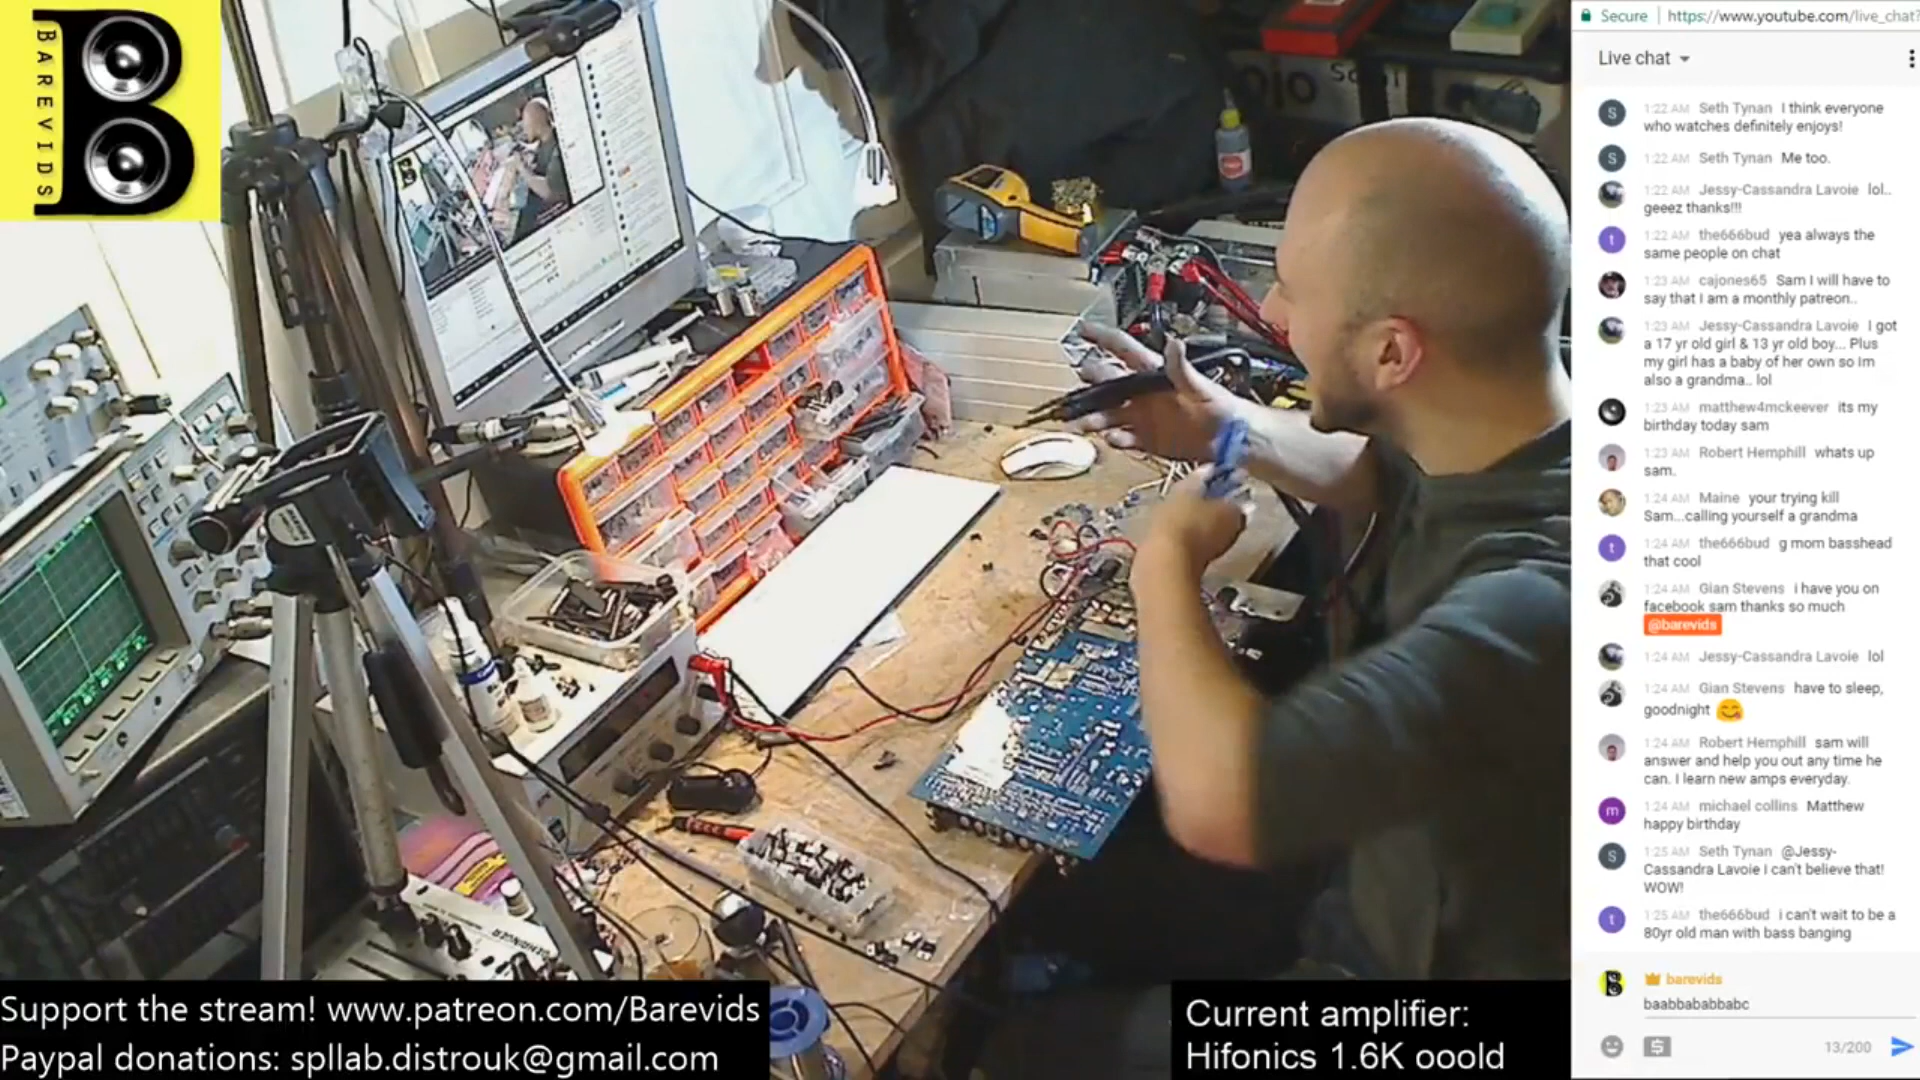 BAREVIDS
Secure https://www.youtube.com/live_chat?
Live chat
1:22 AM Seth Tynan I think everyone
who watches definitely enjoys!
1:22 AM Seth Tynan Me too.
1:22 AM Jessy-Cassandra Lavoie lol..
geeez thanks!!!
1:22 AM the666bud yea always the
same people on chat
1:23 AM cajones65 Sam I will have to
say that I am a monthly patreon..
1:23 AM Jessy-Cassandra Lavoie I got
a 17 yr old girl & 13 yr old boy... Plus
my girl has a baby of her own so Im
also a grandma.. lol
1:23 AM matthew4mckeever its my
birthday today sam
1:23 AM Robert Hemphill whats up
sam.
1:24 AM Maine your trying kill
Sam...calling yourself a grandma
1:24 AM the666bud g mom basshead
that cool
1:24 AM Gian Stevens i have you on
facebook sam thanks so much
@barevids
1:24 AM Jessy-Cassandra Lavoie lol
1:24 AM Gian Stevens have to sleep,
goodnight 😋
1:24 AM Robert Hemphill sam will
answer and help you out any time he
can. I learn new amps everyday.
1:24 AM michael collins Matthew
happy birthday
1:25 AM Seth Tynan @Jessy-
Cassandra Lavoie I can't believe that!
WOW!
1:25 AM the666bud i can't wait to be a
80yr old man with bass banging
barevids
baabbababbabc
13/200
Support the stream! www.patreon.com/Barevids
Paypal donations: spllab.distrouk@gmail.com
Current amplifier:
Hifonics 1.6K ooold
BEHRINGER